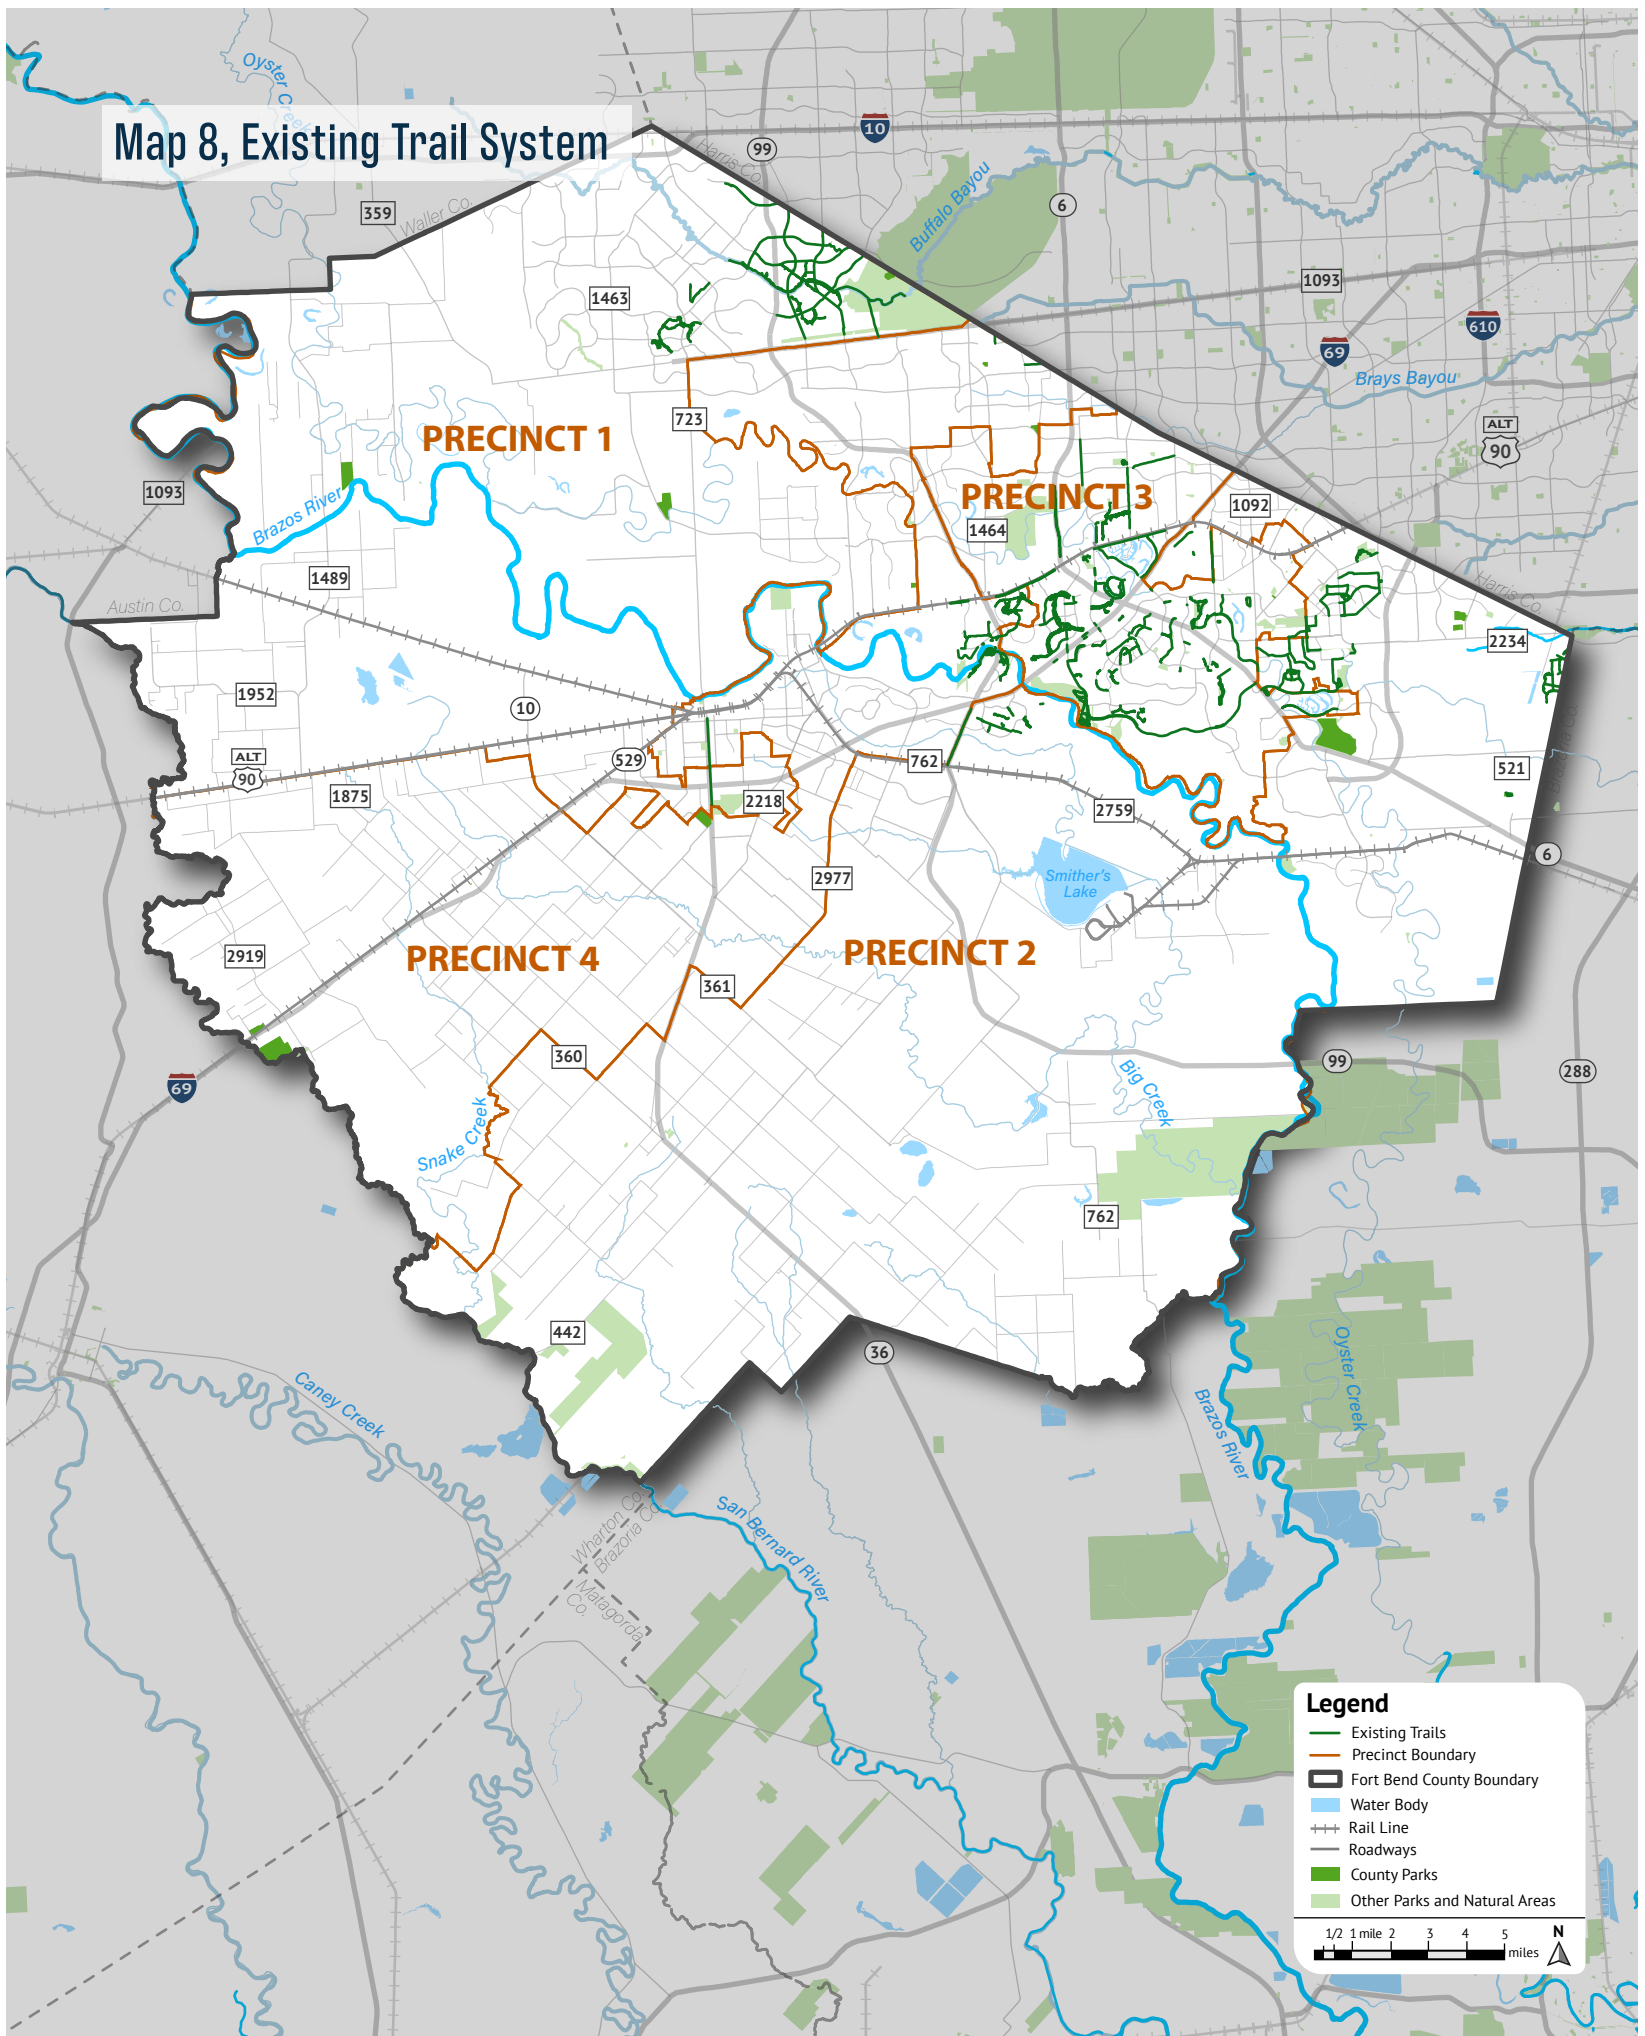 Map 8, Existing Trail System
Oyster Creek
10
99
Harris Co.
359
Waller Co.
6
Buffalo Bayou
1463
1093
610
69
Brays Bayou
723
PRECINCT 1
ALT
90
1093
Brazos River
PRECINCT 3
1092
1464
1489
Austin Co.
Harris Co.
2234
1952
10
ALT
90
529
762
521
1875
2218
2759
6
2977
Smither's
Lake
2919
PRECINCT 4
PRECINCT 2
361
360
99
69
288
Big Creek
Snake Creek
762
442
36
Oyster Creek
Caney Creek
Brazos River
San Bernard River
Wharton Co.
Brazoria Co.
Matagorda
Co.
Legend
Existing Trails
Precinct Boundary
Fort Bend County Boundary
Water Body
Rail Line
Roadways
County Parks
Other Parks and Natural Areas
1/2 1 mile 2 3 4 5
miles
N